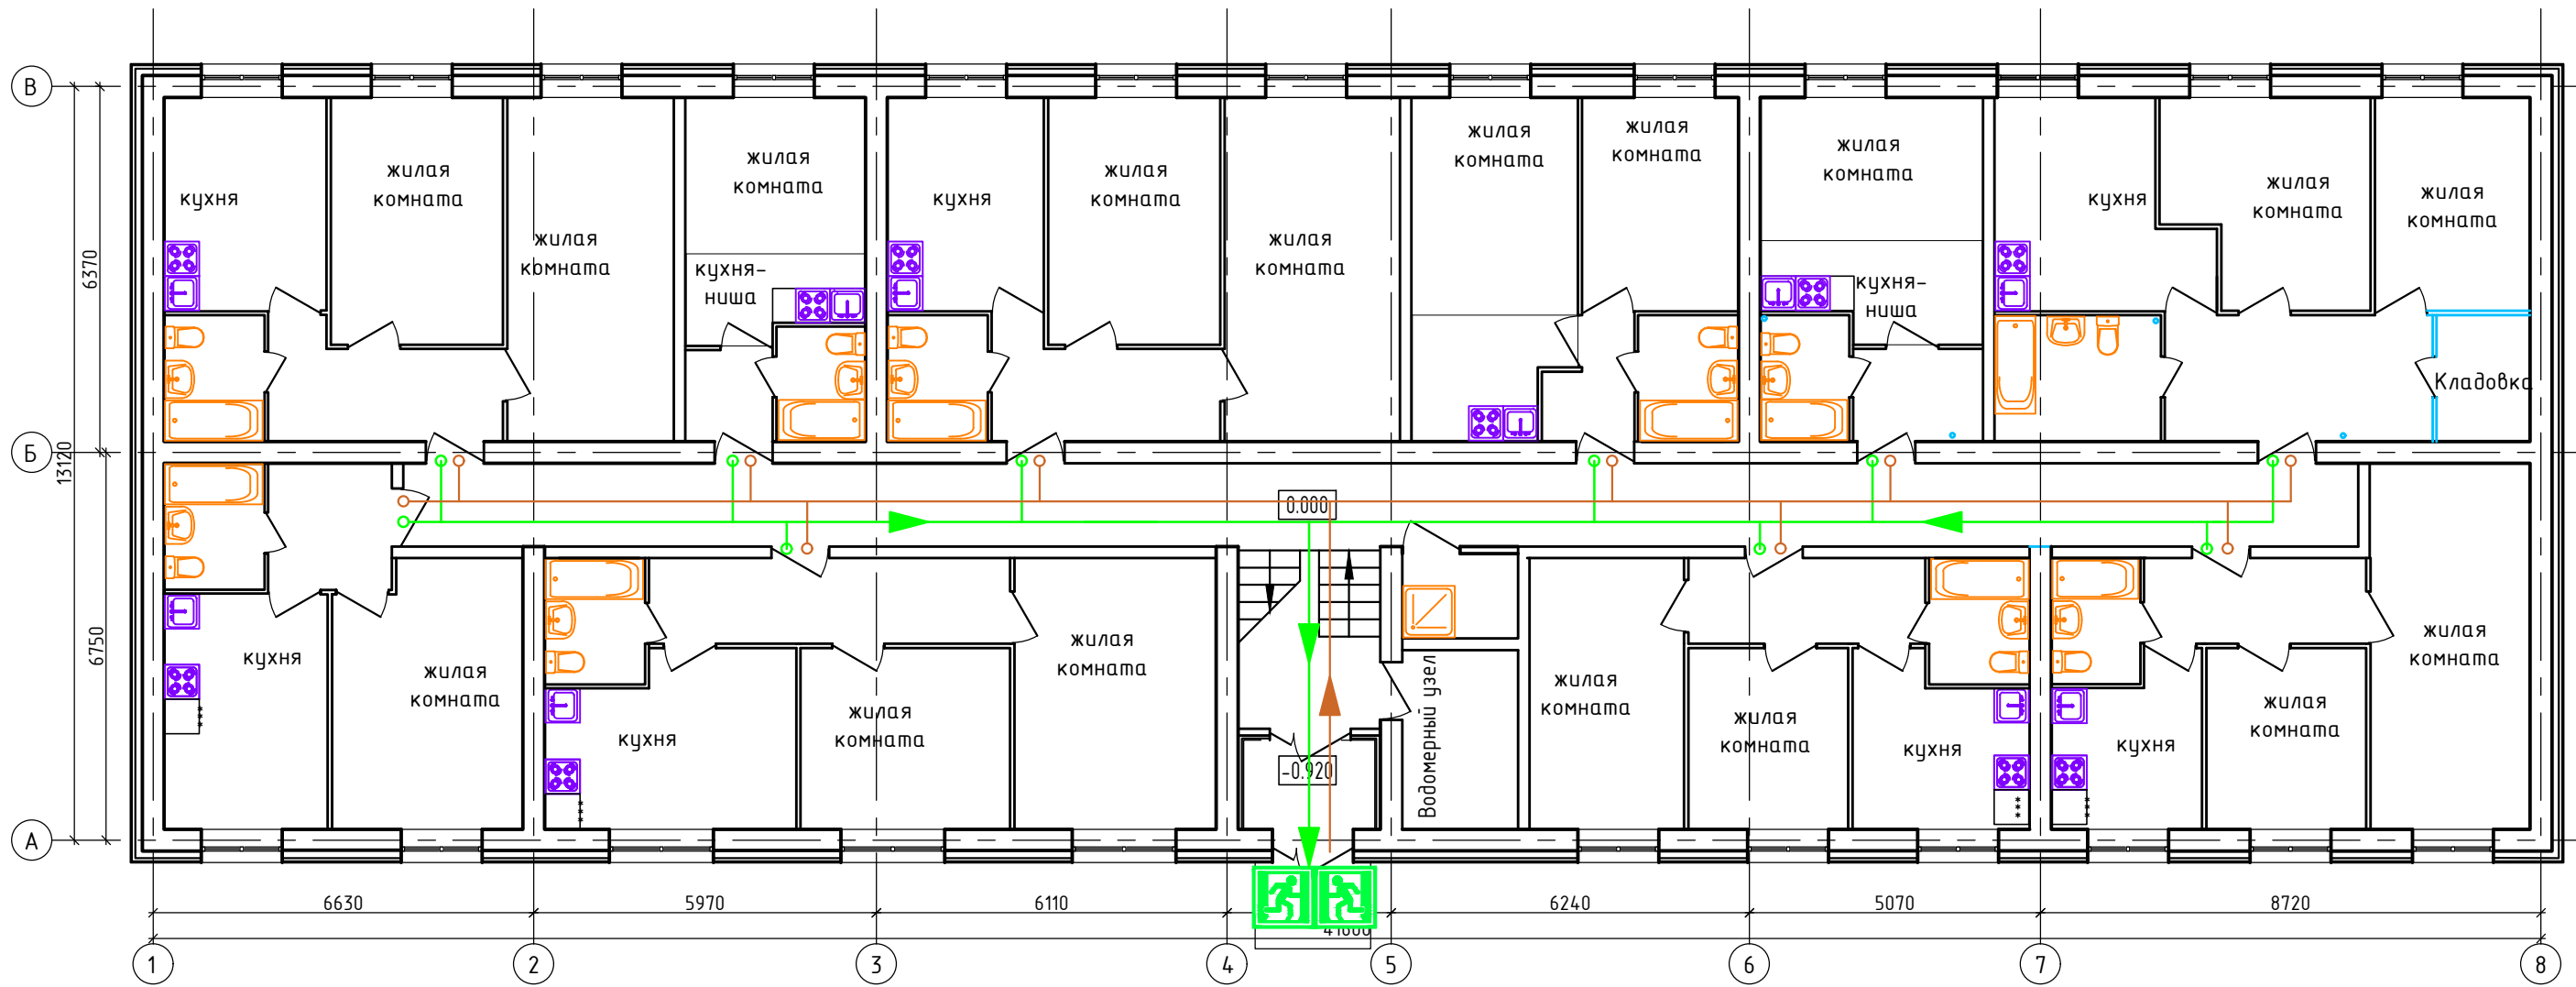 В
жилая
комната
жилая
комната
жилая
комната
жилая
комната
кухня
жилая
комната
кухня
жилая
комната
кухня
жилая
комната
жилая
комната
жилая
комната
жилая
комната
6370
кухня-
ниша
кухня-
ниша
Кладовка
Б
13120
0.000
6750
кухня
жилая
комната
кухня
жилая
комната
жилая
комната
-0.920
Водомерный узел
жилая
комната
жилая
комната
кухня
кухня
жилая
комната
жилая
комната
А
6630
5970
6110
6240
5070
8720
1
2
3
4
5
6
7
8